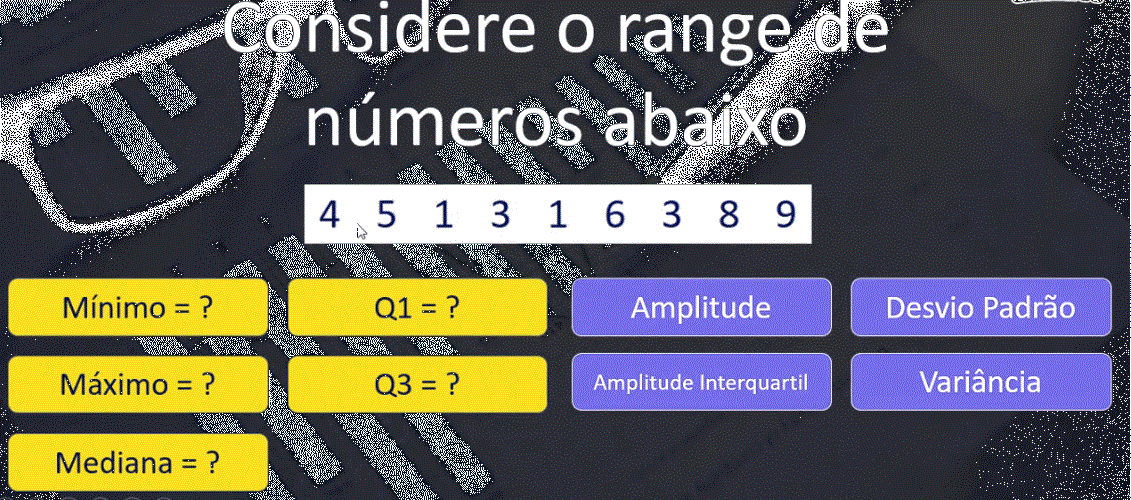 Considere o range de
números abaixo
4 5 1 3 1 6 3 8 9
Mínimo = ?
Q1 = ?
Amplitude
Desvio Padrão
Máximo = ?
Q3 = ?
Amplitude Interquartil
Variância
Mediana = ?